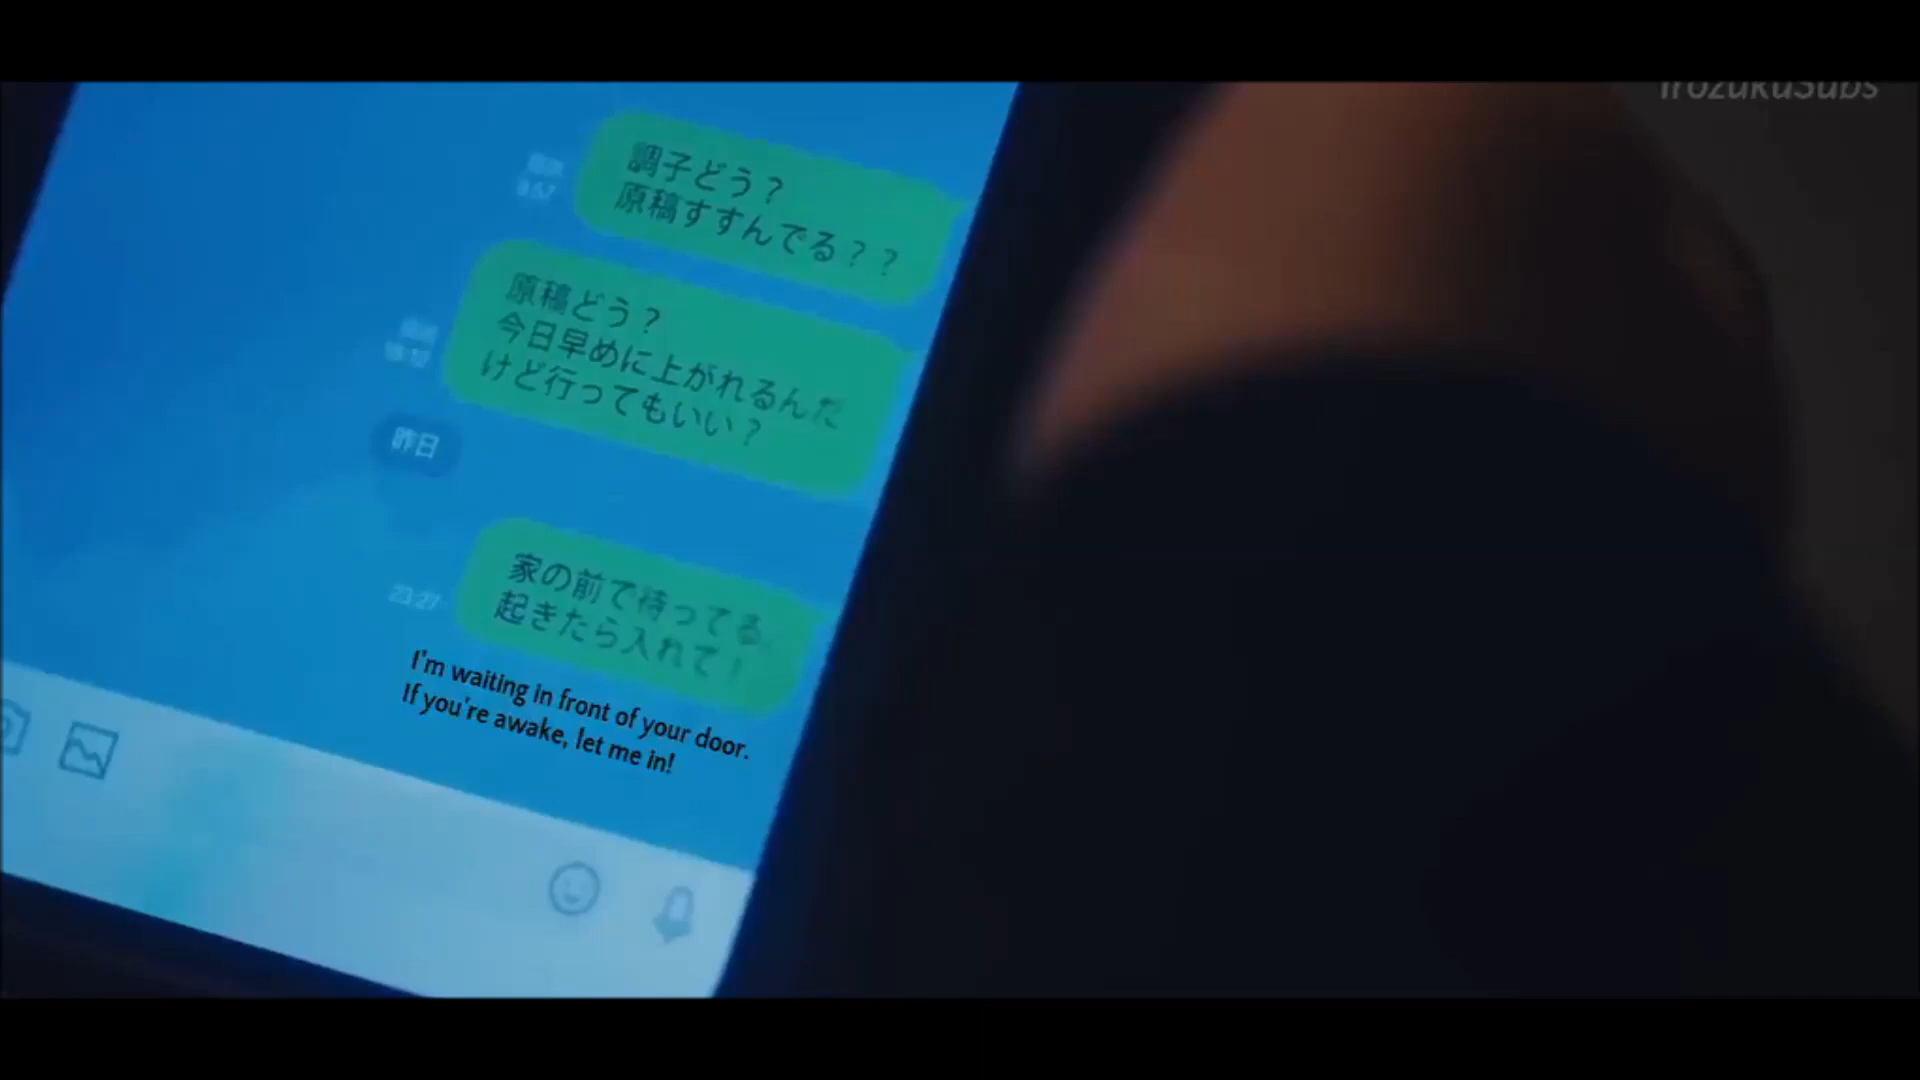 調子どう？
原稿すすんでる？？
8:57
原稿どう？
今日早めに上がれるんだ
けど行ってもいい？
昨日
家の前で待ってる
起きたら入れて！
23:27
I'm waiting in front of your door.
If you're awake, let me in!
IrozukuSubs